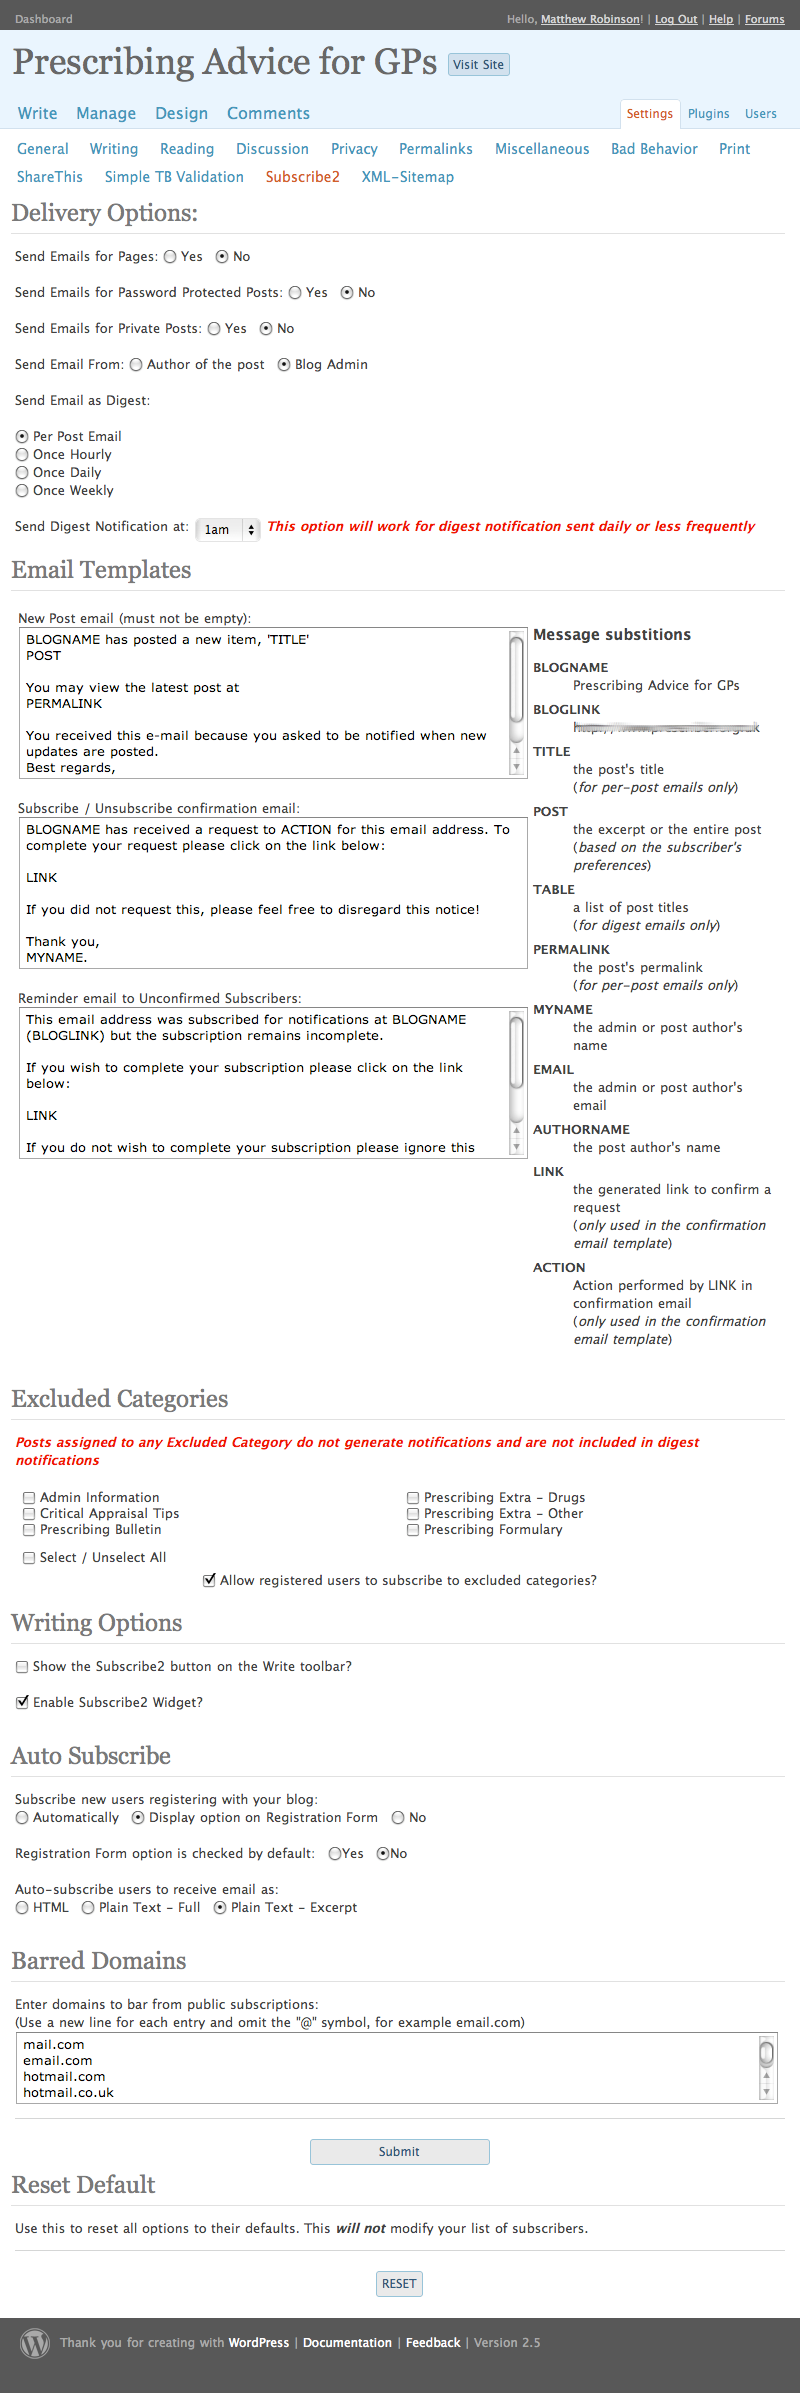 Dashboard
Hello, Matthew Robinson! | Log Out | Help | Forums
Prescribing Advice for GPs
Visit Site
Write Manage Design Comments
Settings Plugins Users
General Writing Reading Discussion Privacy Permalinks Miscellaneous Bad Behavior Print
ShareThis Simple TB Validation Subscribe2 XML-Sitemap
Delivery Options:
Send Emails for Pages: Yes No
Send Emails for Password Protected Posts: Yes No
Send Emails for Private Posts: Yes No
Send Email From: Author of the post Blog Admin
Send Email as Digest:
Per Post Email
Once Hourly
Once Daily
Once Weekly
Send Digest Notification at: 1am This option will work for digest notification sent daily or less frequently
Email Templates
New Post email (must not be empty):
BLOGNAME has posted a new item, 'TITLE'
POST
You may view the latest post at
PERMALINK
You received this e-mail because you asked to be notified when new
updates are posted.
Best regards,
Subscribe / Unsubscribe confirmation email:
BLOGNAME has received a request to ACTION for this email address. To
complete your request please click on the link below:
LINK
If you did not request this, please feel free to disregard this notice!
Thank you,
MYNAME.
Reminder email to Unconfirmed Subscribers:
This email address was subscribed for notifications at BLOGNAME
(BLOGLINK) but the subscription remains incomplete.
If you wish to complete your subscription please click on the link
below:
LINK
If you do not wish to complete your subscription please ignore this
Message substitions
BLOGNAME
Prescribing Advice for GPs
BLOGLINK
TITLE
the post's title
(for per-post emails only)
POST
the excerpt or the entire post
(based on the subscriber's
preferences)
TABLE
a list of post titles
(for digest emails only)
PERMALINK
the post's permalink
(for per-post emails only)
MYNAME
the admin or post author's
name
EMAIL
the admin or post author's
email
AUTHORNAME
the post author's name
LINK
the generated link to confirm a
request
(only used in the confirmation
email template)
ACTION
Action performed by LINK in
confirmation email
(only used in the confirmation
email template)
Excluded Categories
Posts assigned to any Excluded Category do not generate notifications and are not included in digest
notifications
Admin Information
Critical Appraisal Tips
Prescribing Bulletin
Prescribing Extra - Drugs
Prescribing Extra - Other
Prescribing Formulary
Select / Unselect All
Allow registered users to subscribe to excluded categories?
Writing Options
Show the Subscribe2 button on the Write toolbar?
Enable Subscribe2 Widget?
Auto Subscribe
Subscribe new users registering with your blog:
Automatically Display option on Registration Form No
Registration Form option is checked by default: Yes No
Auto-subscribe users to receive email as:
HTML Plain Text - Full Plain Text - Excerpt
Barred Domains
Enter domains to bar from public subscriptions:
(Use a new line for each entry and omit the "@" symbol, for example email.com)
mail.com
email.com
hotmail.com
hotmail.co.uk
Submit
Reset Default
Use this to reset all options to their defaults. This will not modify your list of subscribers.
RESET
Thank you for creating with WordPress | Documentation | Feedback | Version 2.5